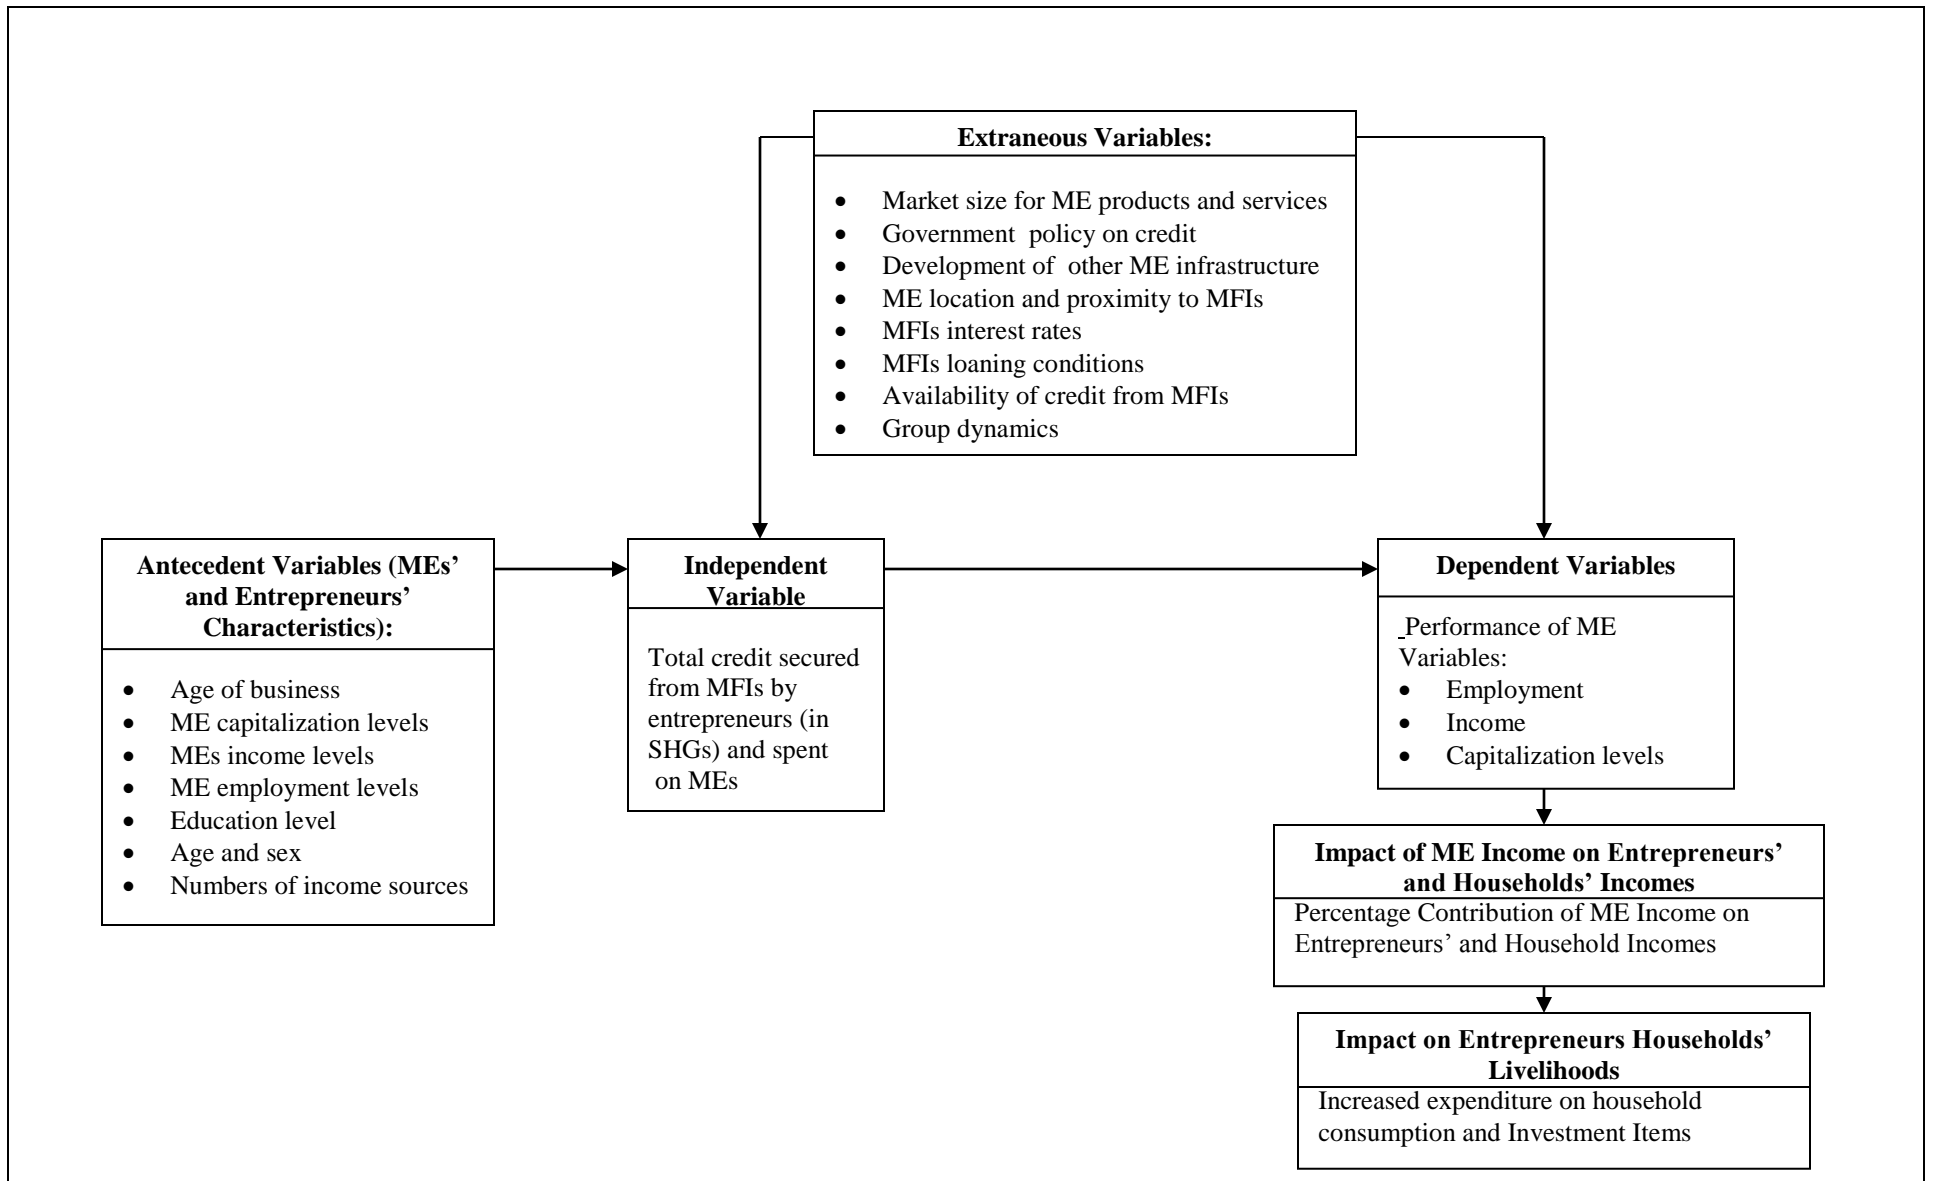 Extraneous Variables:
• Market size for ME products and services
• Government  policy on credit
• Development of  other ME infrastructure
• ME location and proximity to MFIs
• MFIs interest rates
• MFIs loaning conditions
• Availability of credit from MFIs
• Group dynamics
Antecedent Variables (MEs’
and Entrepreneurs’
Characteristics):
• Age of business
• ME capitalization levels
• MEs income levels
• ME employment levels
• Education level
• Age and sex
• Numbers of income sources
Independent
Variable
Total credit secured
from MFIs by
entrepreneurs (in
SHGs) and spent
on MEs
Dependent Variables
Performance of ME
Variables:
• Employment
• Income
• Capitalization levels
Impact of ME Income on Entrepreneurs’
and Households’ Incomes
Percentage Contribution of ME Income on
Entrepreneurs’ and Household Incomes
Impact on Entrepreneurs Households’
Livelihoods
Increased expenditure on household
consumption and Investment Items